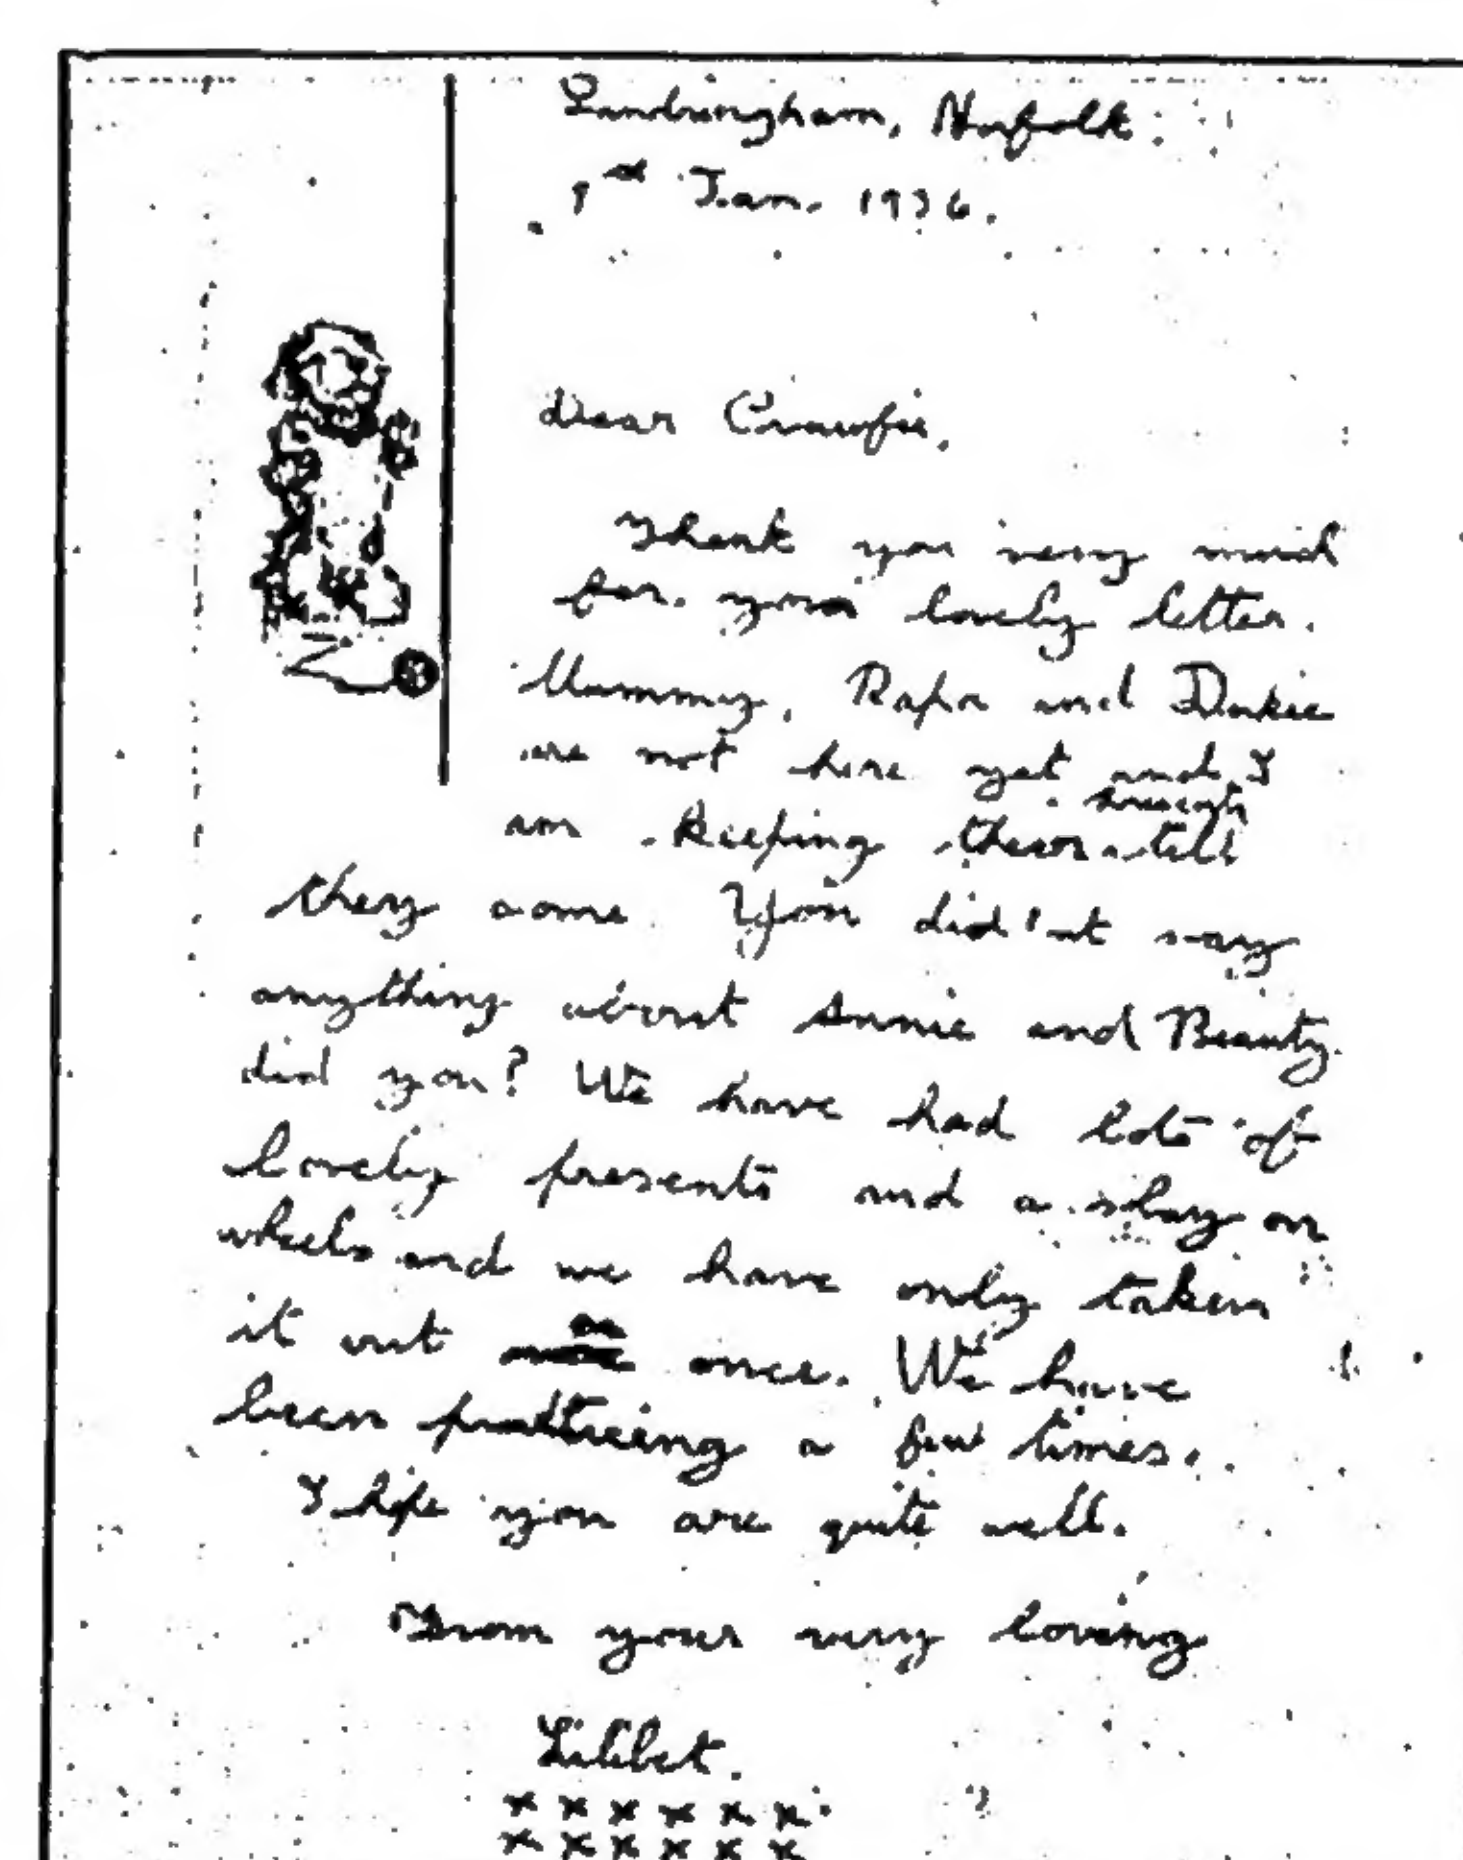 Sandringham, Norfolk.
1st Jan. 1936.
Dear Crawfie,
Thank you very much
for your lovely letter.
Mummy, Papa and Dukie
are not here yet and I
am keeping them till
they come. You did'nt say
anything about Annie and Beauty
did you? We have had lots of
lovely presents and a slay on
wheels and we have only taken
it out once. We have
been practicing a few times.
I hope you are quite well.
From your very loving
Lilibet.
x x x x x x
x x x x x x